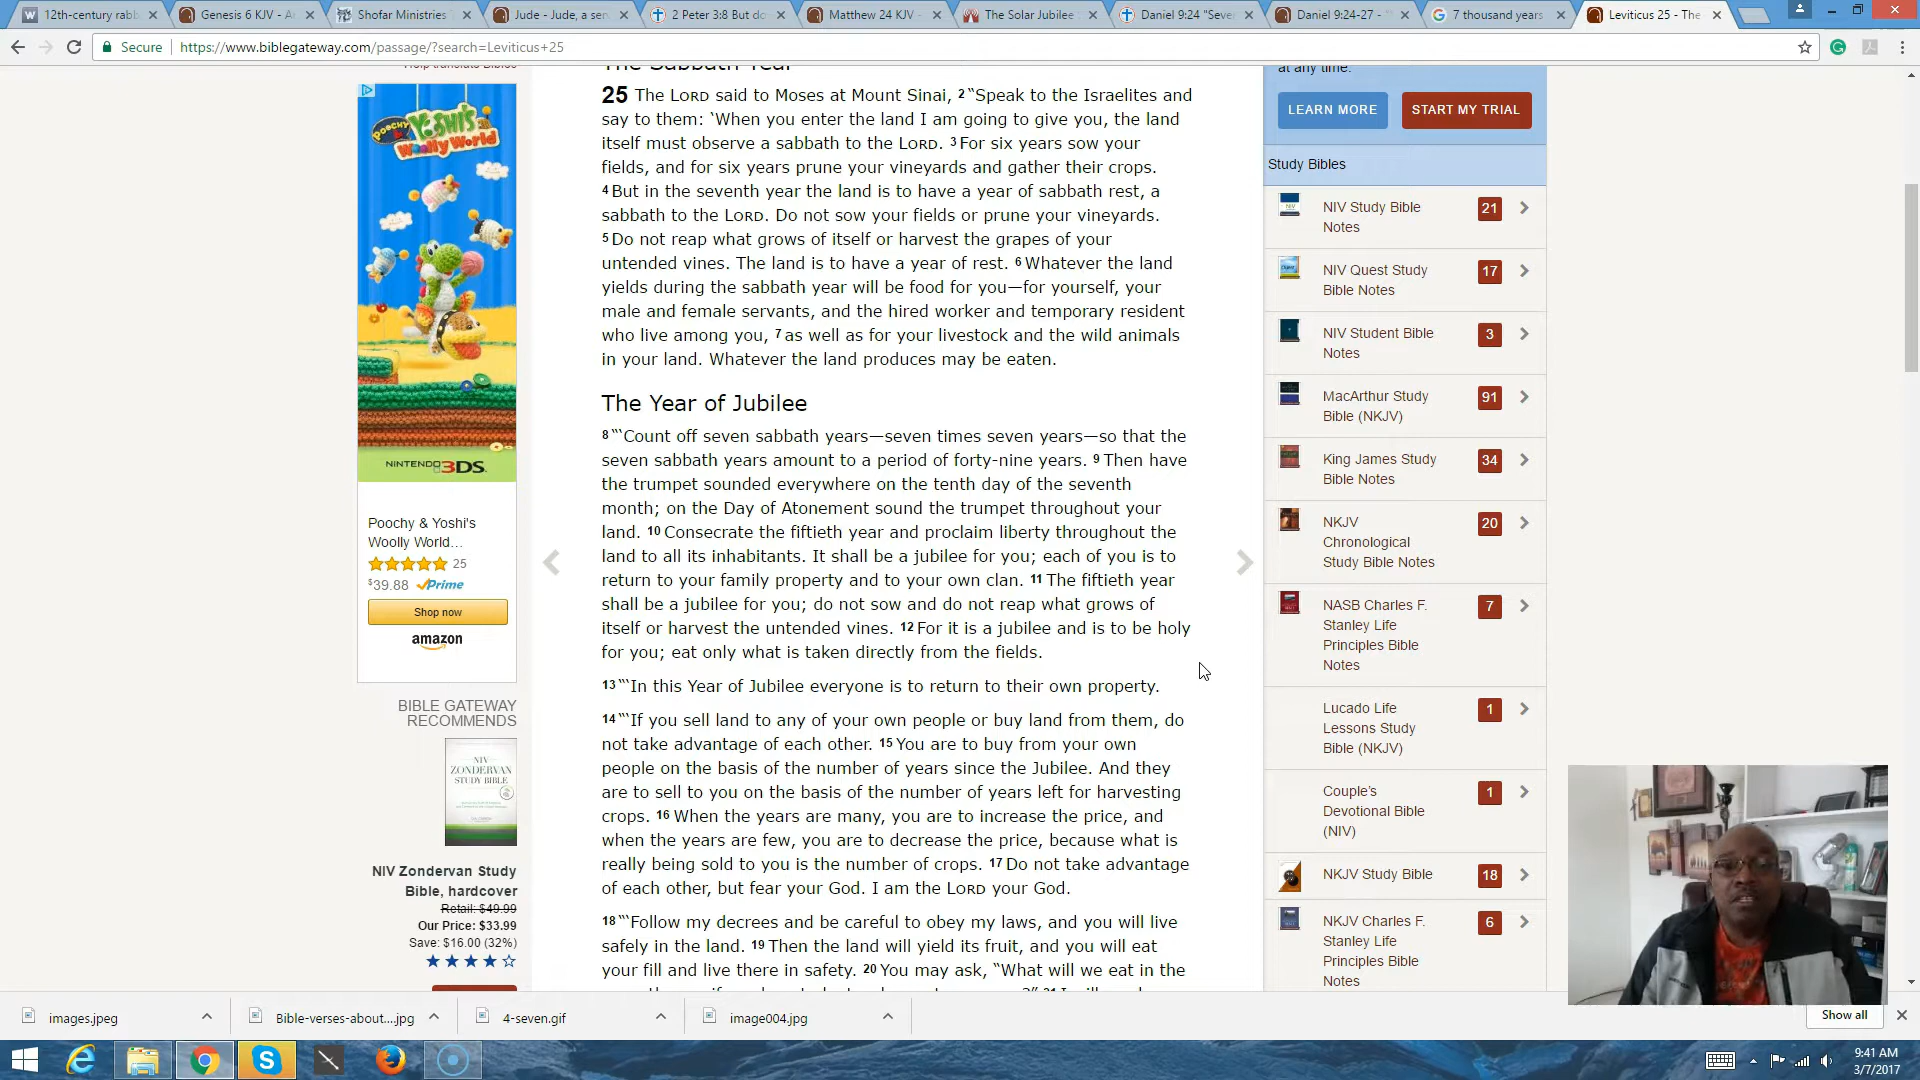 12th-century rabb
Genesis 6 KJV - A
Shofar Ministries
Jude - Jude, a ser
2 Peter 3:8 But do
Matthew 24 KJV -
The Solar Jubilee
Daniel 9:24 "Seve
Daniel 9:24-27 - "
7 thousand years
Leviticus 25 - The
Secure
https://www.biblegateway.com/passage/?search=Leviticus+25
Help translate Bibles
POOCHY & YOSHI'S
WOOLLY WORLD
NINTENDO3DS
Poochy & Yoshi's
Woolly World...
25
$39.88 Prime
Shop now
amazon
BIBLE GATEWAY
RECOMMENDS
NIV
ZONDERVAN
STUDY BIBLE
NIV Zondervan Study
Bible, hardcover
Retail: $49.99
Our Price: $33.99
Save: $16.00 (32%)
The Sabbath Year
25 The LORD said to Moses at Mount Sinai, 2 “Speak to the Israelites and
say to them: ‘When you enter the land I am going to give you, the land
itself must observe a sabbath to the LORD. 3 For six years sow your
fields, and for six years prune your vineyards and gather their crops.
4 But in the seventh year the land is to have a year of sabbath rest, a
sabbath to the LORD. Do not sow your fields or prune your vineyards.
5 Do not reap what grows of itself or harvest the grapes of your
untended vines. The land is to have a year of rest. 6 Whatever the land
yields during the sabbath year will be food for you—for yourself, your
male and female servants, and the hired worker and temporary resident
who live among you, 7 as well as for your livestock and the wild animals
in your land. Whatever the land produces may be eaten.
The Year of Jubilee
8 “‘Count off seven sabbath years—seven times seven years—so that the
seven sabbath years amount to a period of forty-nine years. 9 Then have
the trumpet sounded everywhere on the tenth day of the seventh
month; on the Day of Atonement sound the trumpet throughout your
land. 10 Consecrate the fiftieth year and proclaim liberty throughout the
land to all its inhabitants. It shall be a jubilee for you; each of you is to
return to your family property and to your own clan. 11 The fiftieth year
shall be a jubilee for you; do not sow and do not reap what grows of
itself or harvest the untended vines. 12 For it is a jubilee and is to be holy
for you; eat only what is taken directly from the fields.
13 “‘In this Year of Jubilee everyone is to return to their own property.
14 “‘If you sell land to any of your own people or buy land from them, do
not take advantage of each other. 15 You are to buy from your own
people on the basis of the number of years since the Jubilee. And they
are to sell to you on the basis of the number of years left for harvesting
crops. 16 When the years are many, you are to increase the price, and
when the years are few, you are to decrease the price, because what is
really being sold to you is the number of crops. 17 Do not take advantage
of each other, but fear your God. I am the LORD your God.
18 “‘Follow my decrees and be careful to obey my laws, and you will live
safely in the land. 19 Then the land will yield its fruit, and you will eat
your fill and live there in safety. 20 You may ask, “What will we eat in the
at any time.
LEARN MORE
START MY TRIAL
Study Bibles
NIV Study Bible
Notes
21
NIV Quest Study
Bible Notes
17
NIV Student Bible
Notes
3
MacArthur Study
Bible (NKJV)
91
King James Study
Bible Notes
34
NKJV
Chronological
Study Bible Notes
20
NASB Charles F.
Stanley Life
Principles Bible
Notes
7
Lucado Life
Lessons Study
Bible (NKJV)
1
Couple's
Devotional Bible
(NIV)
1
NKJV Study Bible
18
NKJV Charles F.
Stanley Life
Principles Bible
Notes
6
images.jpeg
Bible-verses-about....jpg
4-seven.gif
image004.jpg
Show all
9:41 AM
3/7/2017